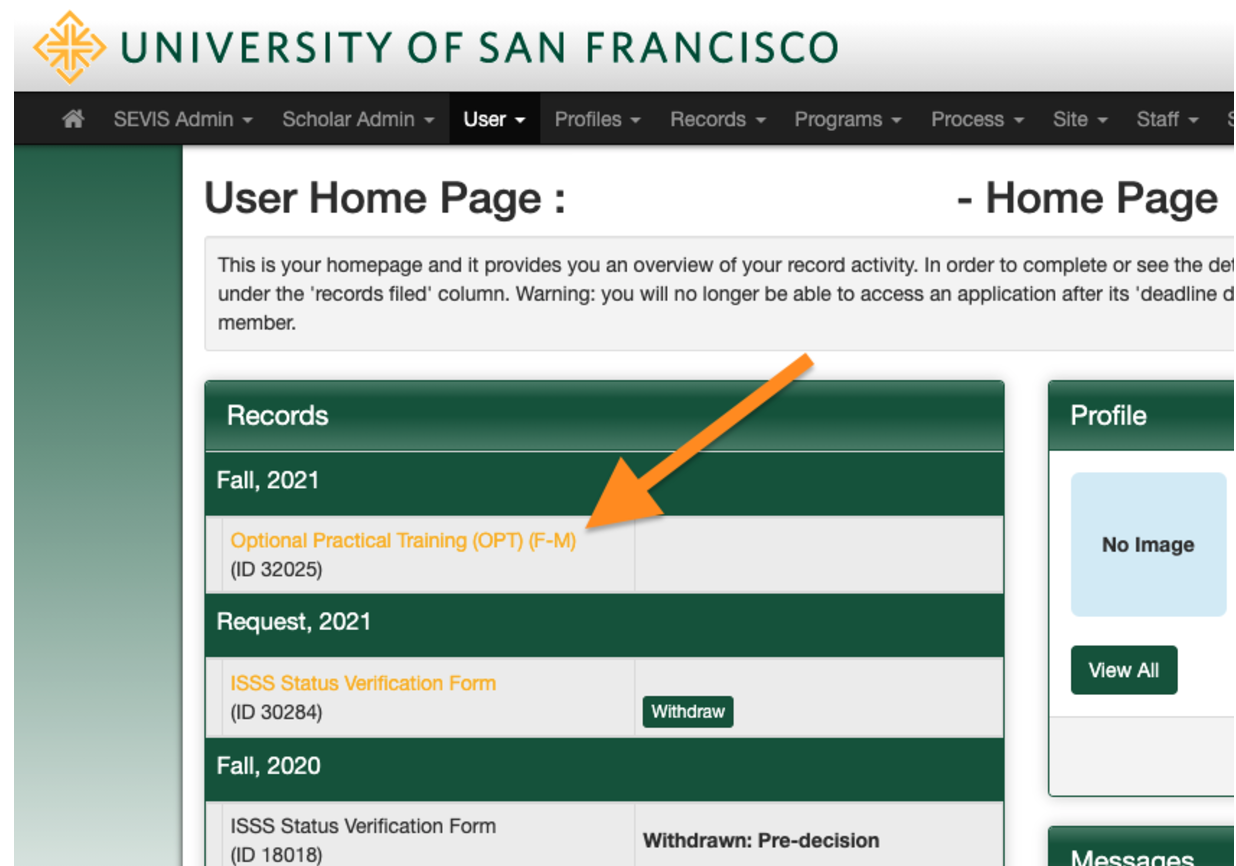 UNIVERSITY OF SAN FRANCISCO
SEVIS Admin Scholar Admin User Profiles Records Programs Process Site Staff
User Home Page : - Home Page
This is your homepage and it provides you an overview of your record activity. In order to complete or see the
under the 'records filed' column. Warning: you will no longer be able to access an application after its 'deadline
member.
Records
Fall, 2021
Optional Practical Training (OPT) (F-M)
(ID 32025)
Request, 2021
ISSS Status Verification Form
(ID 30284)
Withdraw
Fall, 2020
ISSS Status Verification Form
(ID 18018)
Withdrawn: Pre-decision
Profile
No Image
View All
Messages